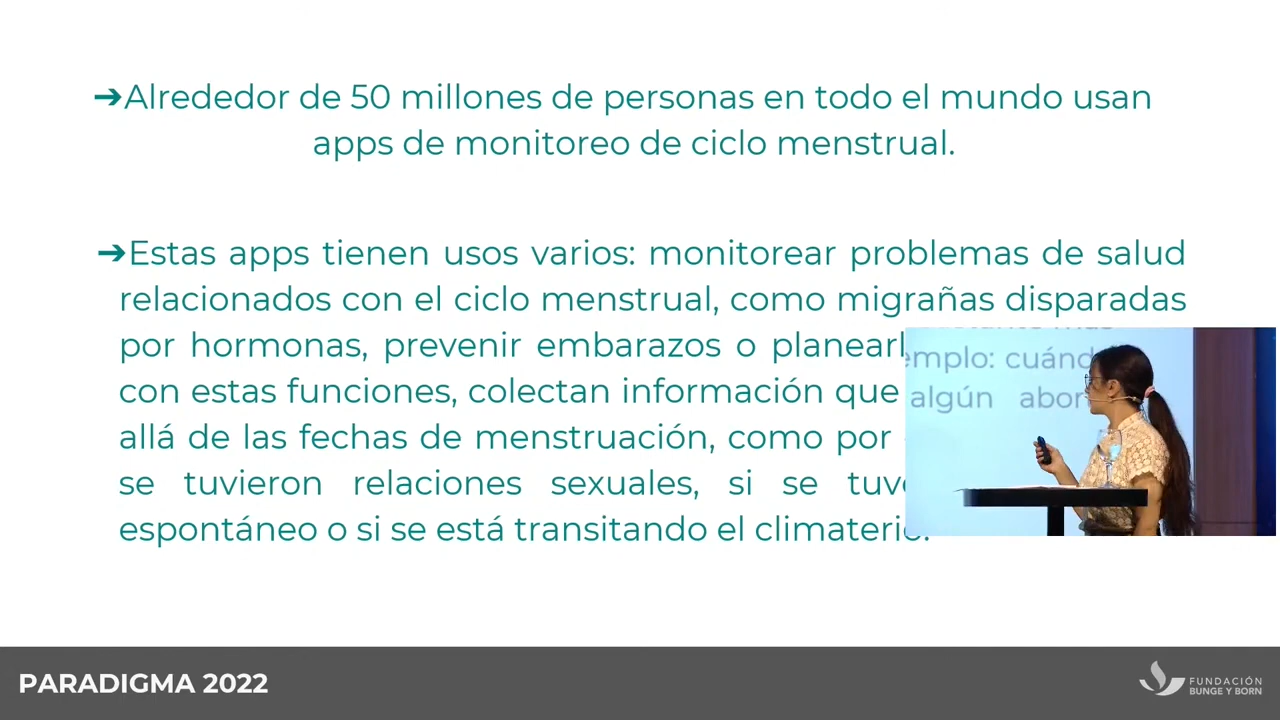 ➔Alrededor de 50 millones de personas en todo el mundo usan
apps de monitoreo de ciclo menstrual.
➔Estas apps tienen usos varios: monitorear problemas de salud
relacionados con el ciclo menstrual, como migrañas disparadas
por hormonas, prevenir embarazos o planearl
con estas funciones, colectan información que
allá de las fechas de menstruación, como por
se tuvieron relaciones sexuales, si se tuv
espontáneo o si se está transitando el climaterio.
emplo: cuánd
algún abor
PARADIGMA 2022
FUNDACIÓN
BUNGE Y BORN